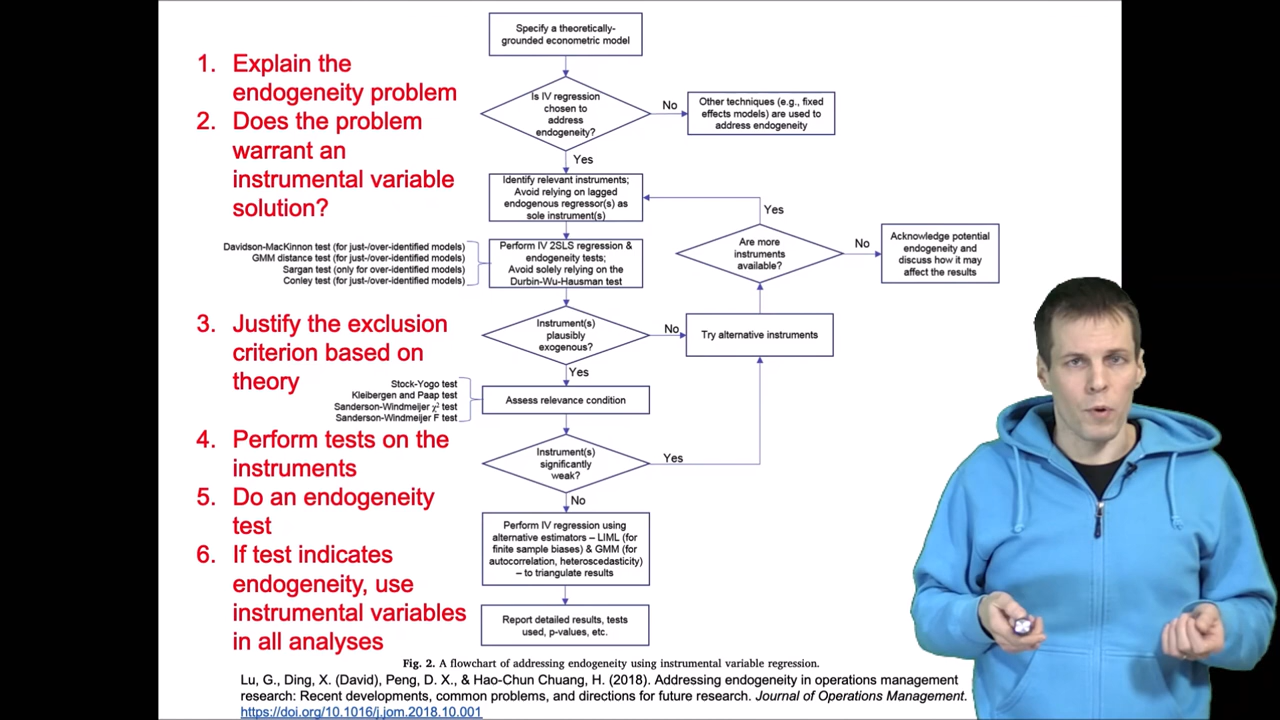 1. Explain the
endogeneity problem
2. Does the problem
warrant an
instrumental variable
solution?
3. Justify the exclusion
criterion based on
theory
4. Perform tests on the
instruments
5. Do an endogeneity
test
6. If test indicates
endogeneity, use
instrumental variables
in all analyses
Specify a theoretically-
grounded econometric model
Is IV regression
chosen to
address
endogeneity?
No
Other techniques (e.g., fixed
effects models) are used to
address endogeneity
Yes
Identify relevant instruments;
Avoid relying on lagged
endogenous regressor(s) as
sole instrument(s)
Davidson-MacKinnon test (for just-/over-identified models)
GMM distance test (for just-/over-identified models)
Sargan test (only for over-identified models)
Conley test (for just-/over-identified models)
Perform IV 2SLS regression &
endogeneity tests;
Avoid solely relying on the
Durbin-Wu-Hausman test
Yes
Are more
instruments
available?
No
Acknowledge potential
endogeneity and
discuss how it may
affect the results
Instrument(s)
plausibly
exogenous?
No
Try alternative instruments
Yes
Stock-Yogo test
Kleibergen and Paap test
Sanderson-Windmeijer χ² test
Sanderson-Windmeijer F test
Assess relevance condition
Instrument(s)
significantly
weak?
Yes
No
Perform IV regression using
alternative estimators – LIML (for
finite sample biases) & GMM (for
autocorrelation, heteroscedasticity)
– to triangulate results
Report detailed results, tests
used, p-values, etc.
Fig. 2. A flowchart of addressing endogeneity using instrumental variable regression.
Lu, G., Ding, X. (David), Peng, D. X., & Hao-Chun Chuang, H. (2018). Addressing endogeneity in operations management
research: Recent developments, common problems, and directions for future research. Journal of Operations Management.
https://doi.org/10.1016/j.jom.2018.10.001